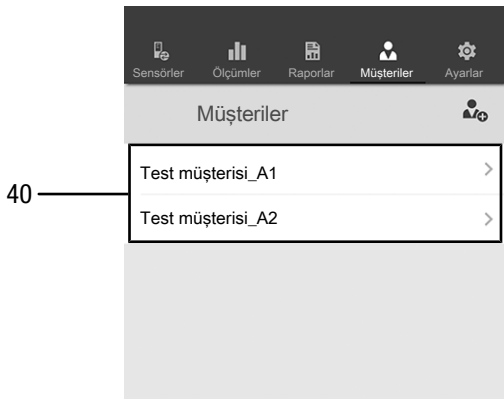 Sensörler Ölçümler Raporlar Müşteriler Ayarlar
Müşteriler
Test müşterisi_A1
40
Test müşterisi_A2